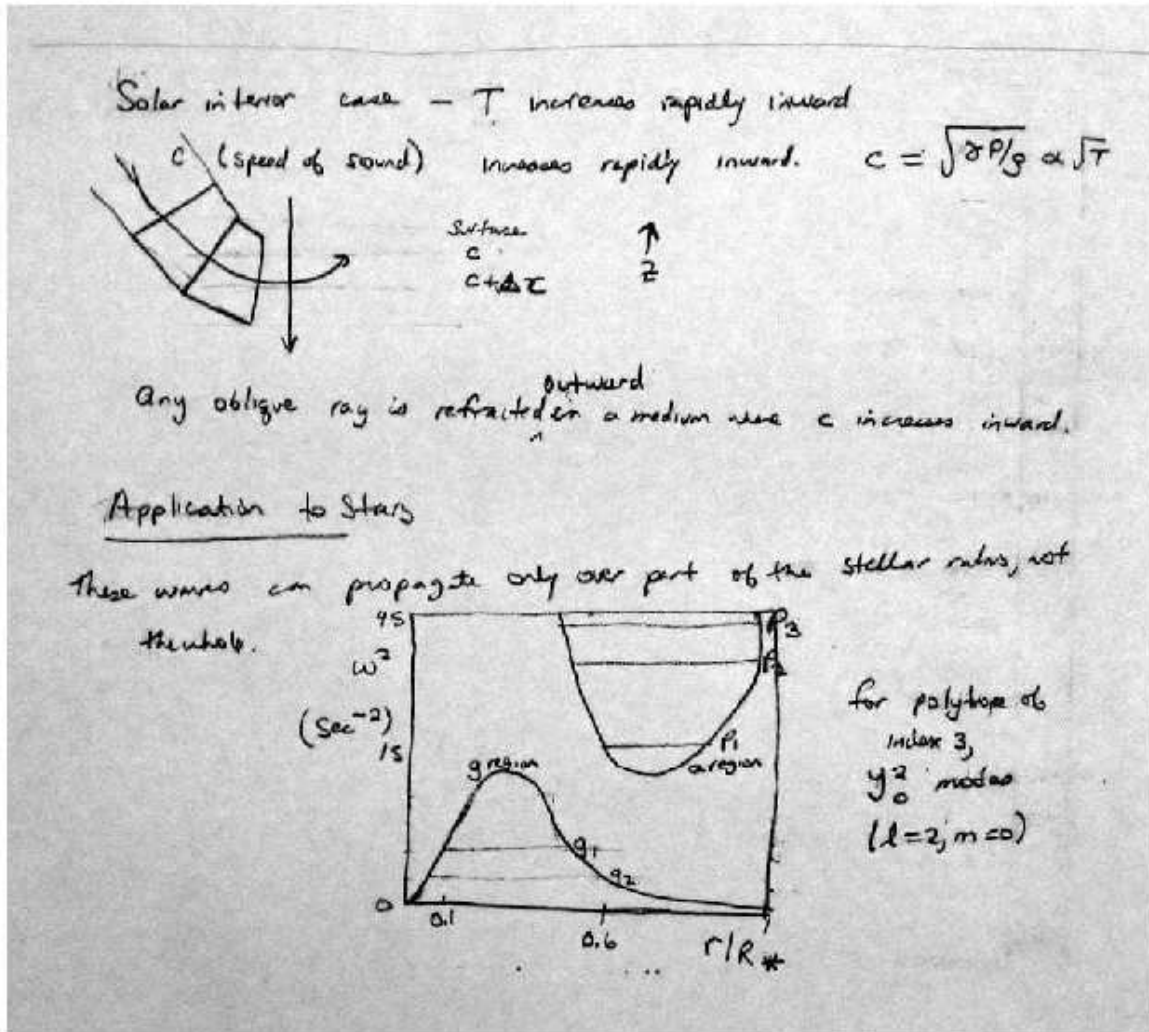 Solar interior case – T increases rapidly inward
C (speed of sound) increases rapidly inward. c = √(γP/ρ) ∝ √T
Surface
c
c+Δc
↑
z
outward
Any oblique ray is refracted in a medium where c increases inward.
^
Application to Stars
These waves can propagate only over part of the stellar radius, not
the whole.
45
ω²
(sec⁻²)
15
0
P3
P2
P1
a region
g region
g1
g2
0.1
0.6
r/R*
for polytrope of
index 3,
y²₀ modes
(l=2, m=0)